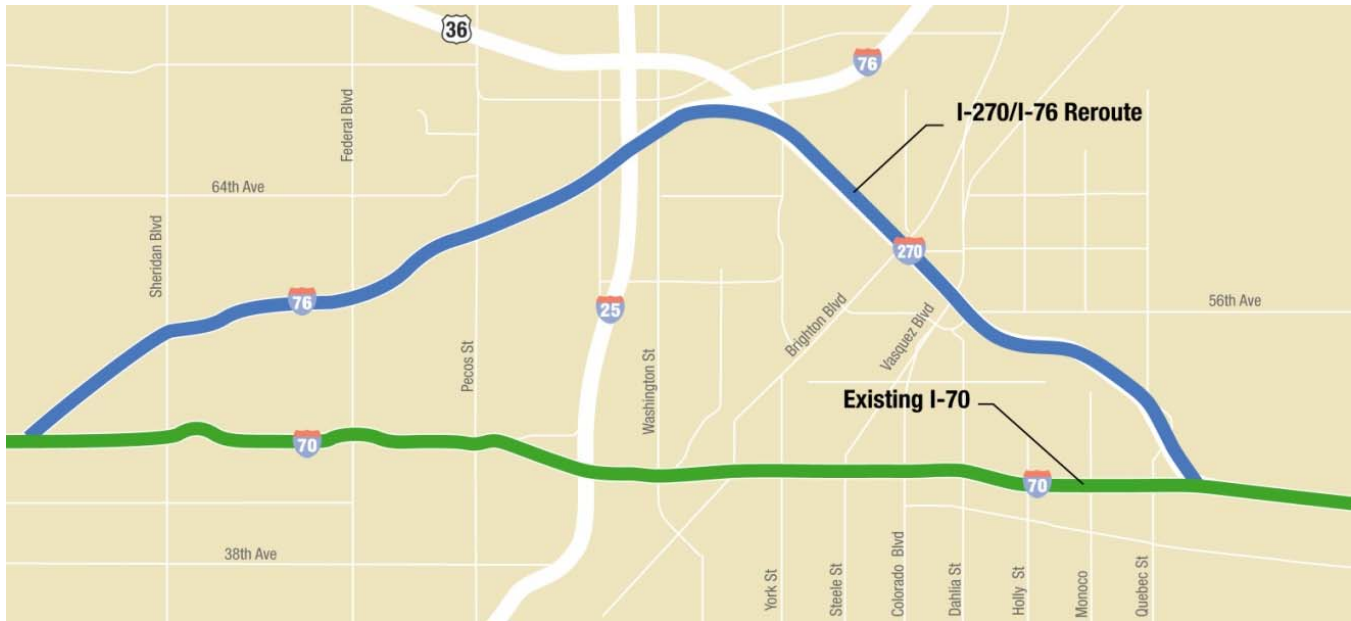 36
76
I-270/I-76 Reroute
Federal Blvd
64th Ave
Sheridan Blvd
270
76
25
56th Ave
Brighton Blvd
Vasquez Blvd
Pecos St
Washington St
Existing I-70
70
70
38th Ave
York St
Steele St
Colorado Blvd
Dahlia St
Holly St
Monoco
Quebec St